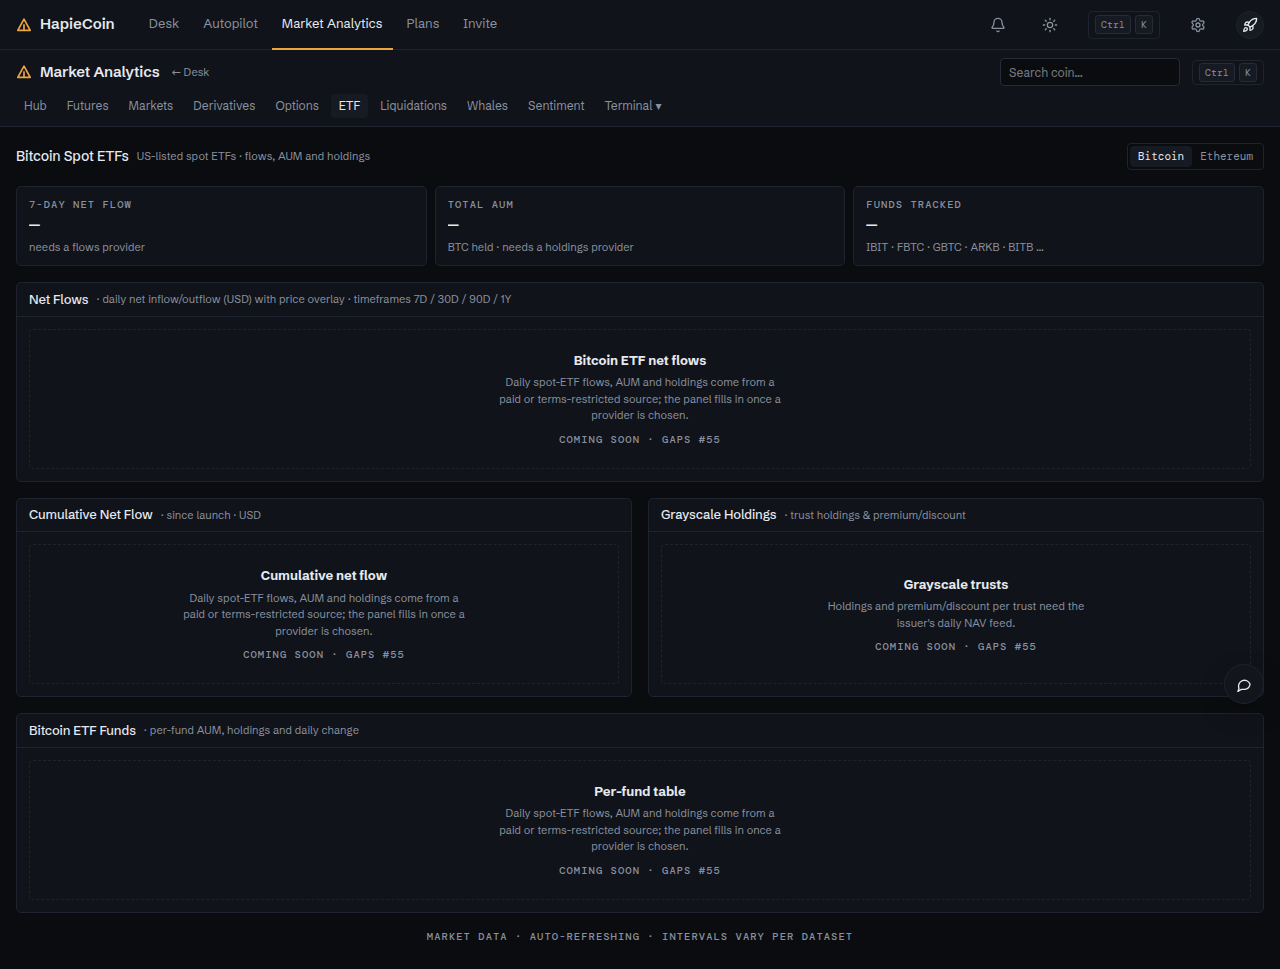 HapieCoin Desk Autopilot Market Analytics Plans Invite Ctrl K
Market Analytics ← Desk Search coin... Ctrl K
Hub Futures Markets Derivatives Options ETF Liquidations Whales Sentiment Terminal ▾
Bitcoin Spot ETFs US-listed spot ETFs · flows, AUM and holdings Bitcoin Ethereum
7-DAY NET FLOW
—
needs a flows provider
TOTAL AUM
—
BTC held · needs a holdings provider
FUNDS TRACKED
—
IBIT · FBTC · GBTC · ARKB · BITB …
Net Flows · daily net inflow/outflow (USD) with price overlay · timeframes 7D / 30D / 90D / 1Y
Bitcoin ETF net flows
Daily spot-ETF flows, AUM and holdings come from a
paid or terms-restricted source; the panel fills in once a
provider is chosen.
COMING SOON · GAPS #55
Cumulative Net Flow · since launch · USD
Cumulative net flow
Daily spot-ETF flows, AUM and holdings come from a
paid or terms-restricted source; the panel fills in once a
provider is chosen.
COMING SOON · GAPS #55
Grayscale Holdings · trust holdings & premium/discount
Grayscale trusts
Holdings and premium/discount per trust need the
issuer's daily NAV feed.
COMING SOON · GAPS #55
Bitcoin ETF Funds · per-fund AUM, holdings and daily change
Per-fund table
Daily spot-ETF flows, AUM and holdings come from a
paid or terms-restricted source; the panel fills in once a
provider is chosen.
COMING SOON · GAPS #55
MARKET DATA · AUTO-REFRESHING · INTERVALS VARY PER DATASET